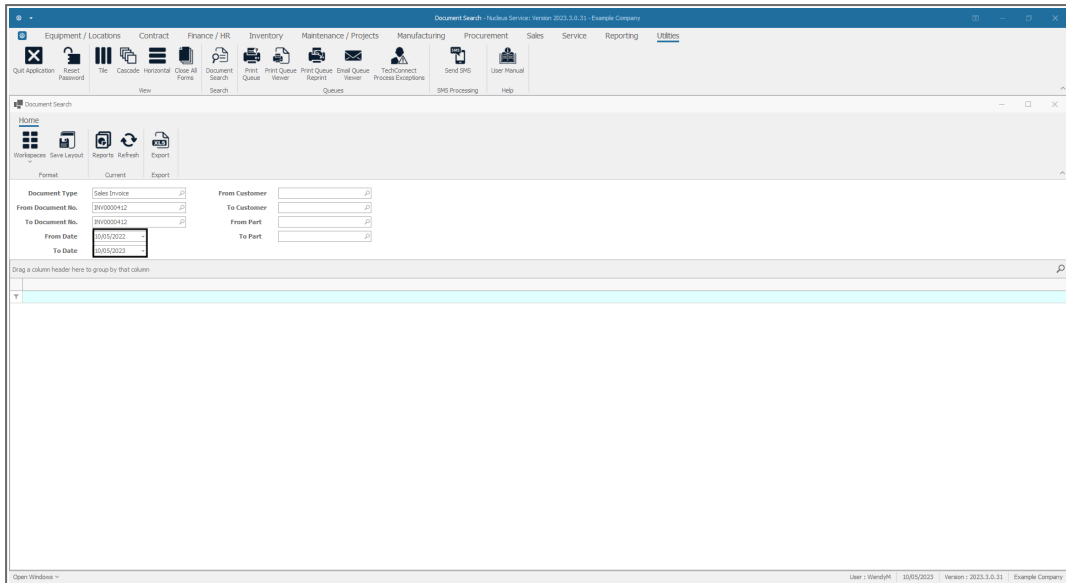 Document Search - Nucleus Service: Version 2023.3.0.31 - Example Company
Equipment / Locations Contract Finance / HR Inventory Maintenance / Projects Manufacturing Procurement Sales Service Reporting Utilities
Quit Application Reset Password Tile Cascade Horizontal Close All Forms Document Search Print Queue Print Queue Viewer Print Queue Reprint Email Queue Viewer TechConnect Process Exceptions SMS Send SMS User Manual
View Search Queues SMS Processing Help
Document Search
Home
XLS
Workspaces Save Layout Reports Refresh Export
Format Current Export
Document Type Sales Invoice From Customer
From Document No. INV0000412 To Customer
To Document No. INV0000412 From Part
From Date 10/05/2022 To Part
To Date 10/05/2023
Drag a column header here to group by that column
Open Windows User : WendyM 10/05/2023 Version : 2023.3.0.31 Example Company